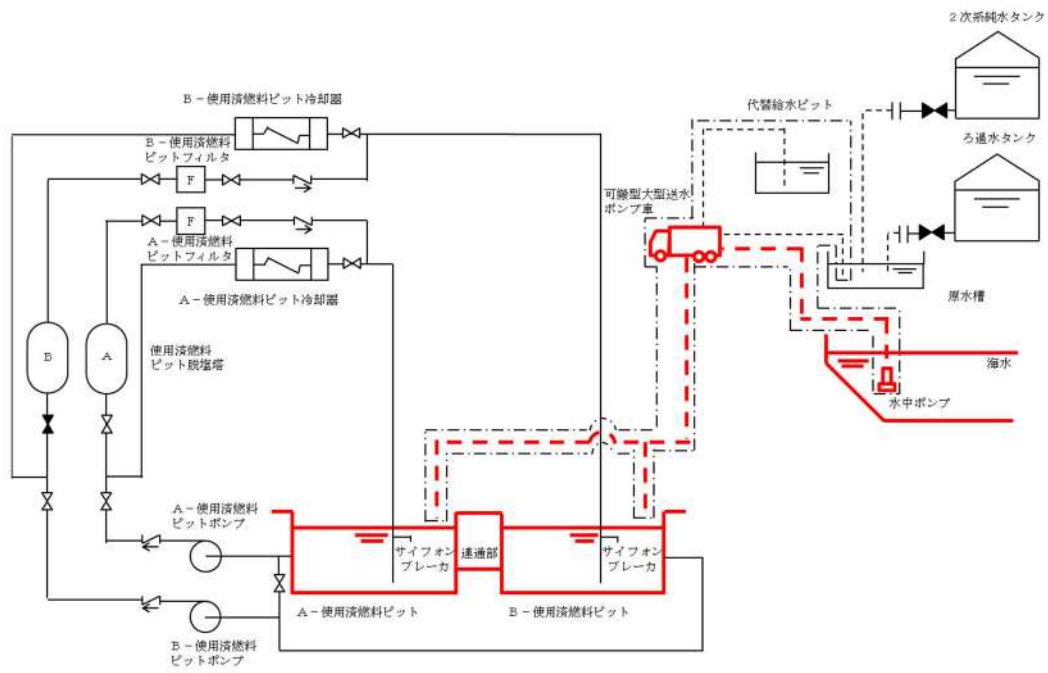 2次系純水タンク
B－使用済燃料ピット冷却器
代替給水ピット
B－使用済燃料
ピットフィルタ
F
ろ過水タンク
可搬型大型送水
ポンプ車
F
A－使用済燃料
ピットフィルタ
A－使用済燃料ピット冷却器
原水槽
使用済燃料
ピット脱塩塔
B
A
海水
水中ポンプ
A－使用済燃料
ピットポンプ
サイフォン
ブレーカ
連通部
サイフォン
ブレーカ
A－使用済燃料ピット
B－使用済燃料ピット
B－使用済燃料
ピットポンプ